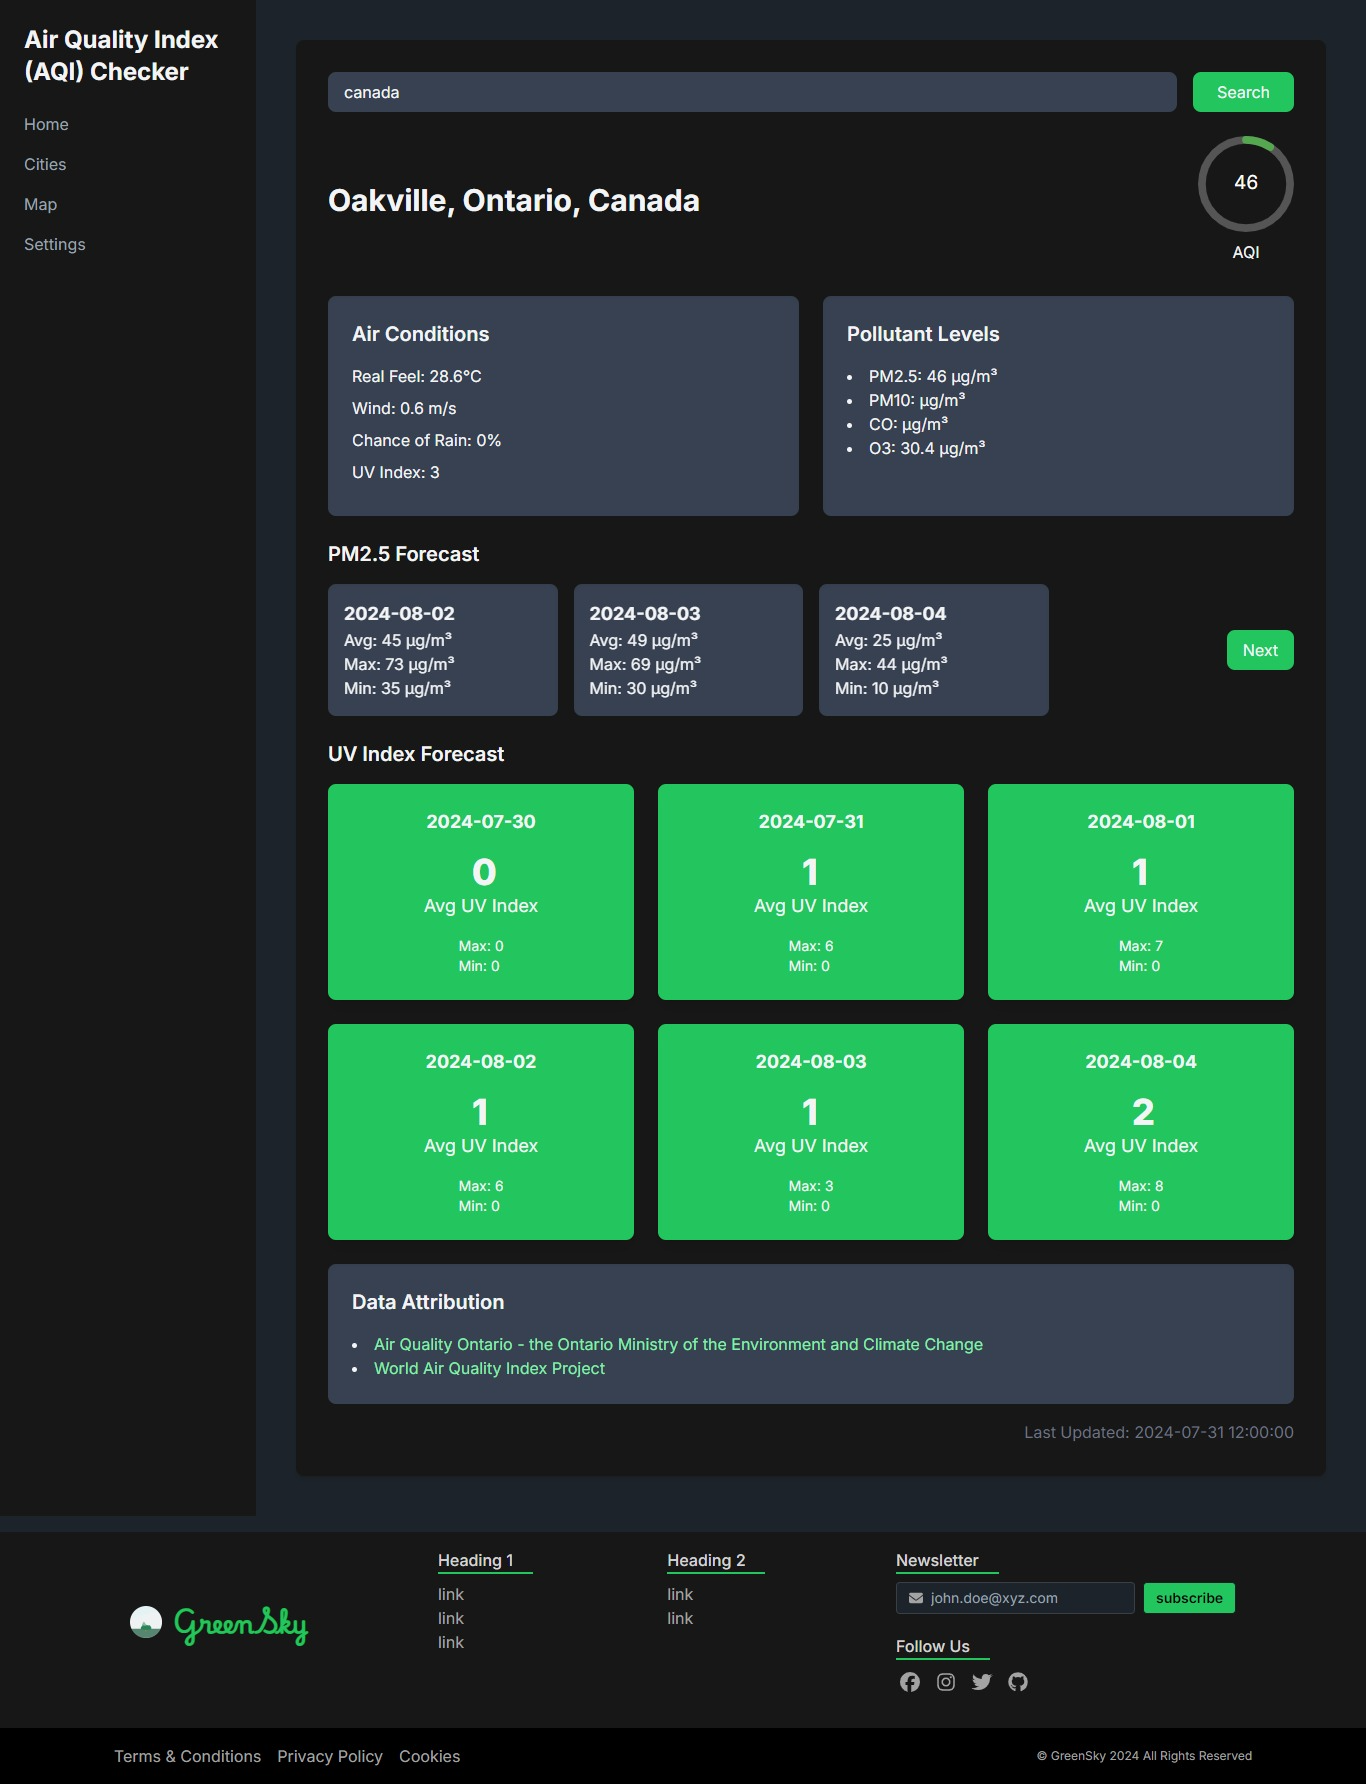 Air Quality Index
(AQI) Checker
Home
Cities
Map
Settings
canada
Search
Oakville, Ontario, Canada
46
AQI
Air Conditions
Real Feel: 28.6°C
Wind: 0.6 m/s
Chance of Rain: 0%
UV Index: 3
Pollutant Levels
• PM2.5: 46 µg/m³
• PM10: µg/m³
• CO: µg/m³
• O3: 30.4 µg/m³
PM2.5 Forecast
2024-08-02
Avg: 45 µg/m³
Max: 73 µg/m³
Min: 35 µg/m³
2024-08-03
Avg: 49 µg/m³
Max: 69 µg/m³
Min: 30 µg/m³
2024-08-04
Avg: 25 µg/m³
Max: 44 µg/m³
Min: 10 µg/m³
Next
UV Index Forecast
2024-07-30
0
Avg UV Index
Max: 0
Min: 0
2024-07-31
1
Avg UV Index
Max: 6
Min: 0
2024-08-01
1
Avg UV Index
Max: 7
Min: 0
2024-08-02
1
Avg UV Index
Max: 6
Min: 0
2024-08-03
1
Avg UV Index
Max: 3
Min: 0
2024-08-04
2
Avg UV Index
Max: 8
Min: 0
Data Attribution
• Air Quality Ontario - the Ontario Ministry of the Environment and Climate Change
• World Air Quality Index Project
Last Updated: 2024-07-31 12:00:00
GreenSky
Heading 1
link
link
link
Heading 2
link
link
Newsletter
john.doe@xyz.com
subscribe
Follow Us
Terms & Conditions Privacy Policy Cookies
© GreenSky 2024 All Rights Reserved